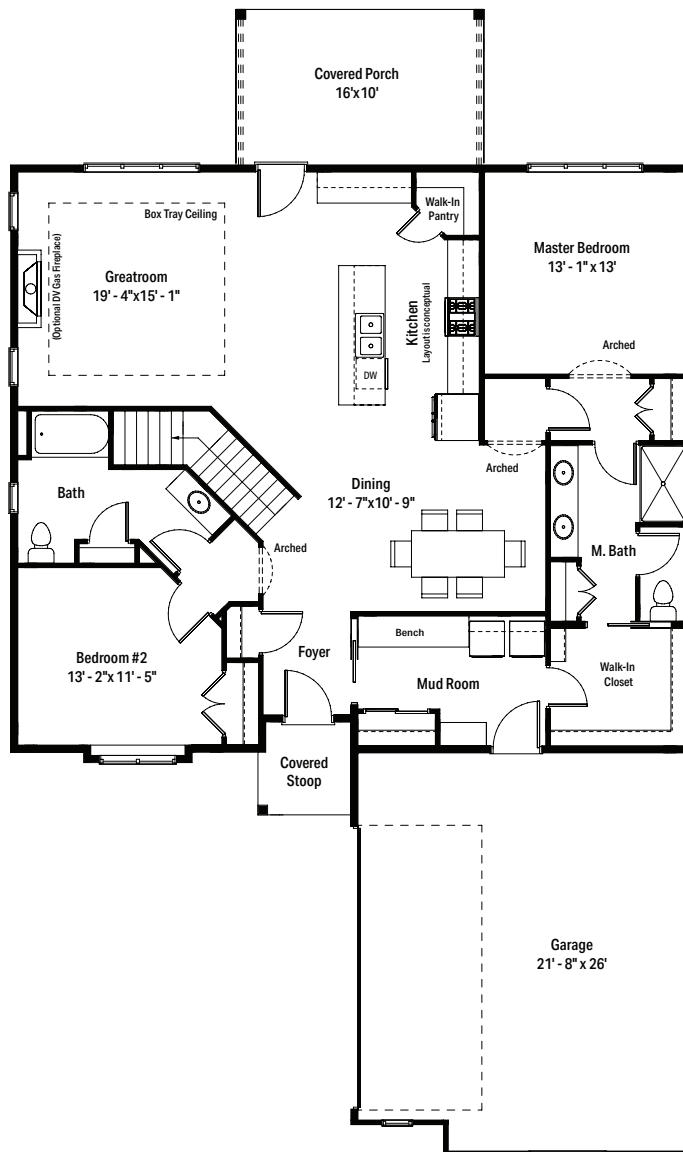 Covered Porch
16'x10'
Box Tray Ceiling
Walk-In
Pantry
Greatroom
19' - 4"x15' - 1"
(Optional DV Gas Fireplace)
Kitchen
Layout is conceptual
Master Bedroom
13' - 1" x 13'
DW
Arched
Arched
Bath
Dining
12' - 7"x10' - 9"
Arched
M. Bath
Bench
Foyer
Bedroom #2
13' - 2"x 11' - 5"
Mud Room
Walk-In
Closet
Covered
Stoop
Garage
21' - 8" x 26'